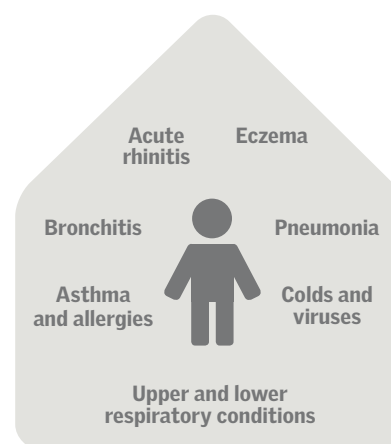 Acute
rhinitis
Eczema
Bronchitis
Pneumonia
Asthma
and allergies
Colds and
viruses
Upper and lower
respiratory conditions